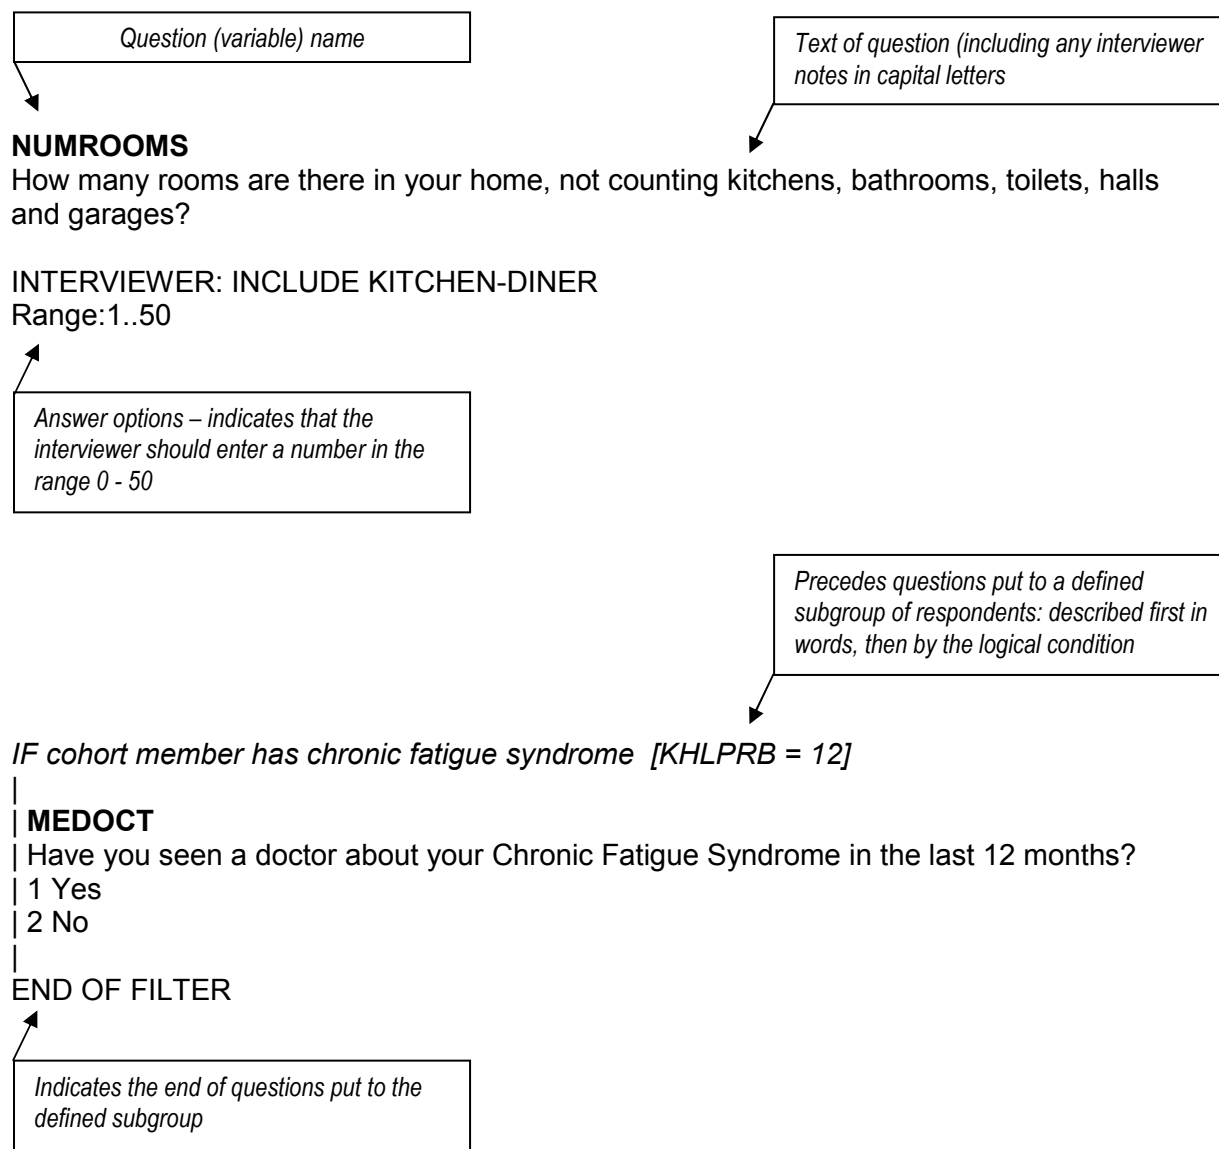 Question (variable) name
Text of question (including any interviewer
notes in capital letters
NUMROOMS
How many rooms are there in your home, not counting kitchens, bathrooms, toilets, halls
and garages?
INTERVIEWER: INCLUDE KITCHEN-DINER
Range:1..50
Answer options – indicates that the
interviewer should enter a number in the
range 0 - 50
Precedes questions put to a defined
subgroup of respondents: described first in
words, then by the logical condition
IF cohort member has chronic fatigue syndrome [KHLPRB = 12]
|
| MEDOCT
| Have you seen a doctor about your Chronic Fatigue Syndrome in the last 12 months?
| 1 Yes
| 2 No
|
END OF FILTER
Indicates the end of questions put to the
defined subgroup